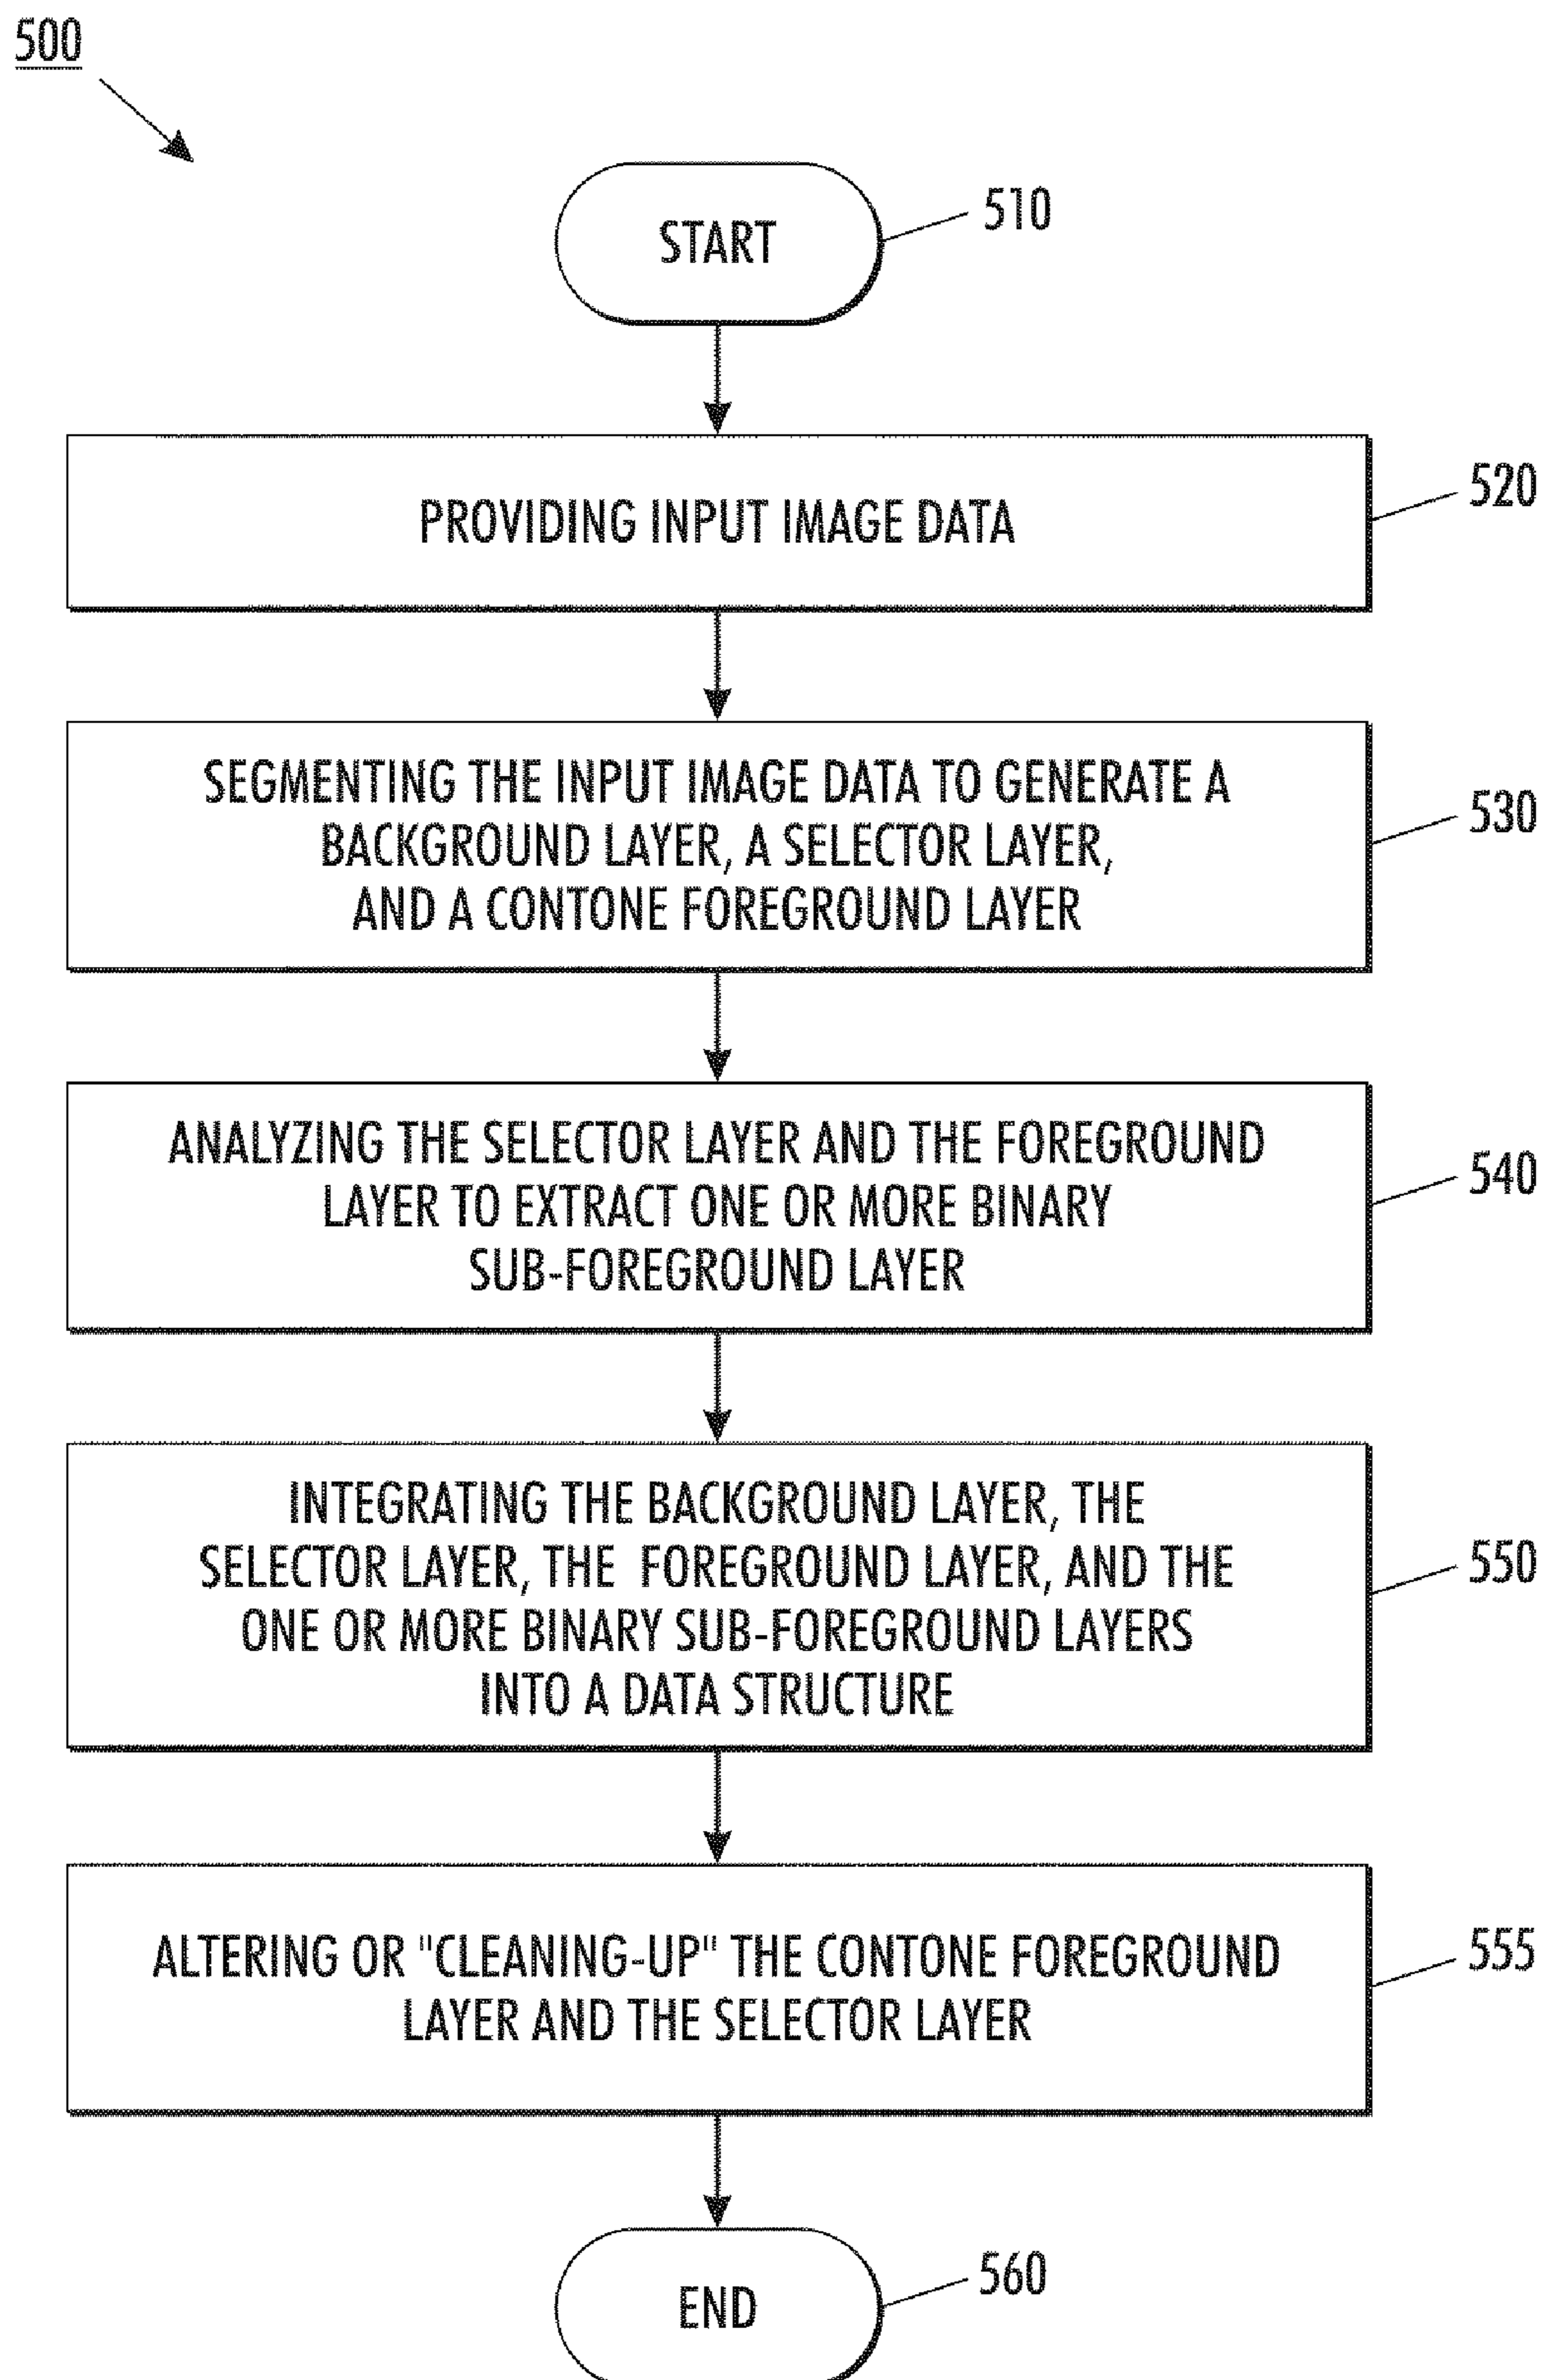 500
START
510
PROVIDING INPUT IMAGE DATA
520
SEGMENTING THE INPUT IMAGE DATA TO GENERATE A
BACKGROUND LAYER, A SELECTOR LAYER,
AND A CONTONE FOREGROUND LAYER
530
ANALYZING THE SELECTOR LAYER AND THE FOREGROUND
LAYER TO EXTRACT ONE OR MORE BINARY
SUB-FOREGROUND LAYER
540
INTEGRATING THE BACKGROUND LAYER, THE
SELECTOR LAYER, THE FOREGROUND LAYER, AND THE
ONE OR MORE BINARY SUB-FOREGROUND LAYERS
INTO A DATA STRUCTURE
550
ALTERING OR "CLEANING-UP" THE CONTONE FOREGROUND
LAYER AND THE SELECTOR LAYER
555
END
560